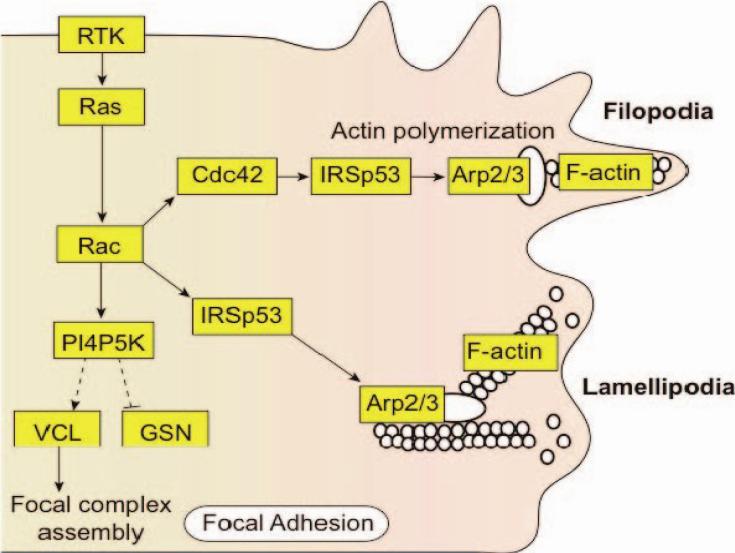 RTK
Ras
Filopodia
Actin polymerization
Cdc42
IRSp53
Arp2/3
F-actin
Rac
IRSp53
PI4P5K
F-actin
Lamellipodia
Arp2/3
VCL
GSN
Focal complex
assembly
Focal Adhesion